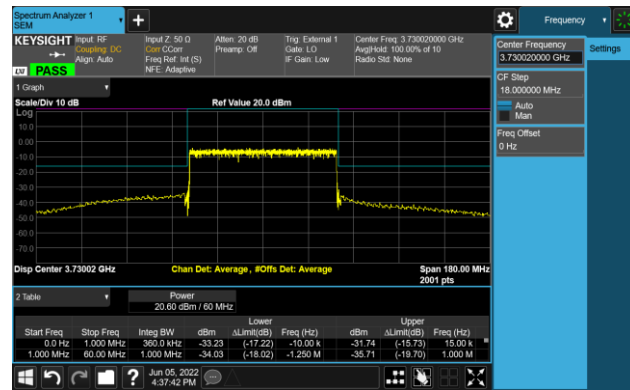 Spectrum Analyzer 1
SEM
Frequency
KEYSIGHT
Input: RF
Coupling: DC
Align: Auto
Input Z: 50 Ω
Corr CCorr
Freq Ref: Int (S)
NFE: Adaptive
Atten: 20 dB
Preamp: Off
Trig: External 1
Gate: LO
IF Gain: Low
Center Freq: 3.730020000 GHz
Avg|Hold: 100.00% of 10
Radio Std: None
LXI PASS
Center Frequency
3.730020000 GHz
Settings
CF Step
18.000000 MHz
Auto
Man
Freq Offset
0 Hz
1 Graph
Scale/Div 10 dB
Ref Value 20.0 dBm
Log
10.0
0.00
-10.0
-20.0
-30.0
-40.0
-50.0
-60.0
-70.0
Disp Center 3.73002 GHz
Chan Det: Average, #Offs Det: Average
Span 180.00 MHz
2001 pts
2 Table
Power
20.60 dBm / 60 MHz
Lower Upper
Start Freq Stop Freq Integ BW dBm ΔLimit(dB) Freq (Hz) dBm ΔLimit(dB) Freq (Hz)
0.0 Hz 1.000 MHz 360.0 kHz -33.23 (-17.22) -10.00 k -31.74 (-15.73) 15.00 k
1.000 MHz 60.00 MHz 1.000 MHz -34.03 (-18.02) -1.250 M -35.71 (-19.70) 1.000 M
?
Jun 05, 2022
4:37:42 PM